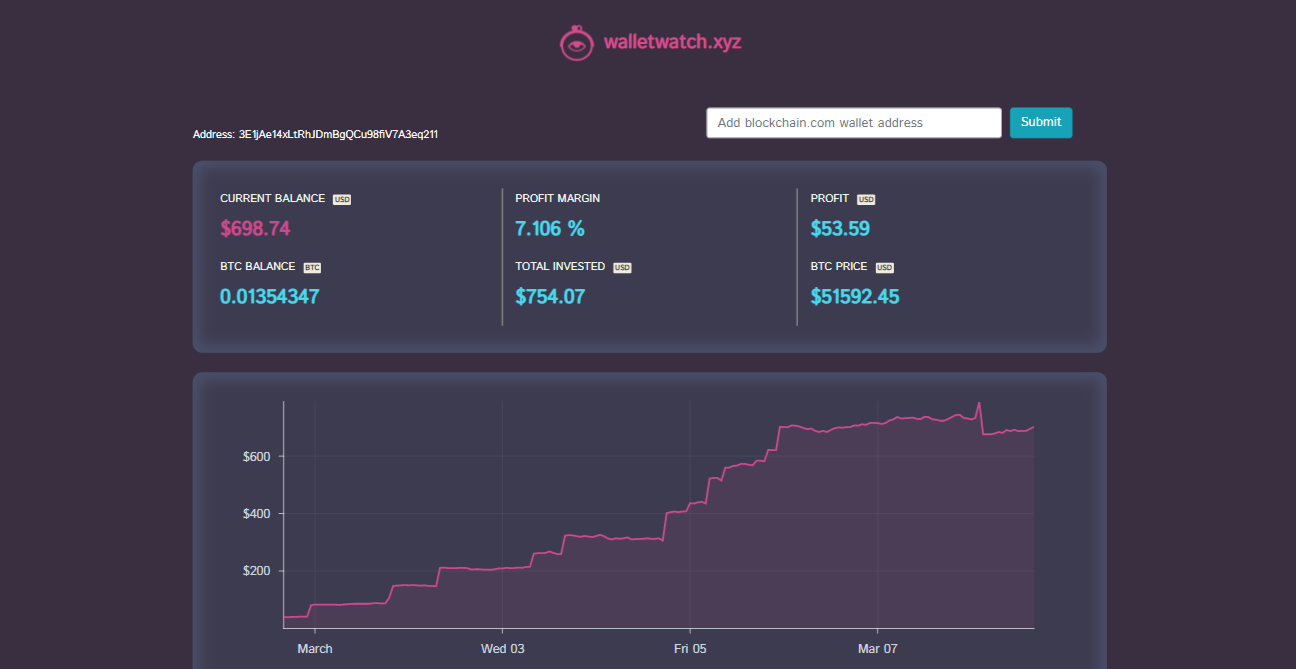 walletwatch.xyz
Address: 3E1jAe14xLtRhJDmBgQCu98fiV7A3eq211
Add blockchain.com wallet address
Submit
CURRENT BALANCE USD
$698.74
BTC BALANCE BTC
0.01354347
PROFIT MARGIN
7.106 %
TOTAL INVESTED USD
$754.07
PROFIT USD
$53.59
BTC PRICE USD
$51592.45
$600
$400
$200
March
Wed 03
Fri 05
Mar 07